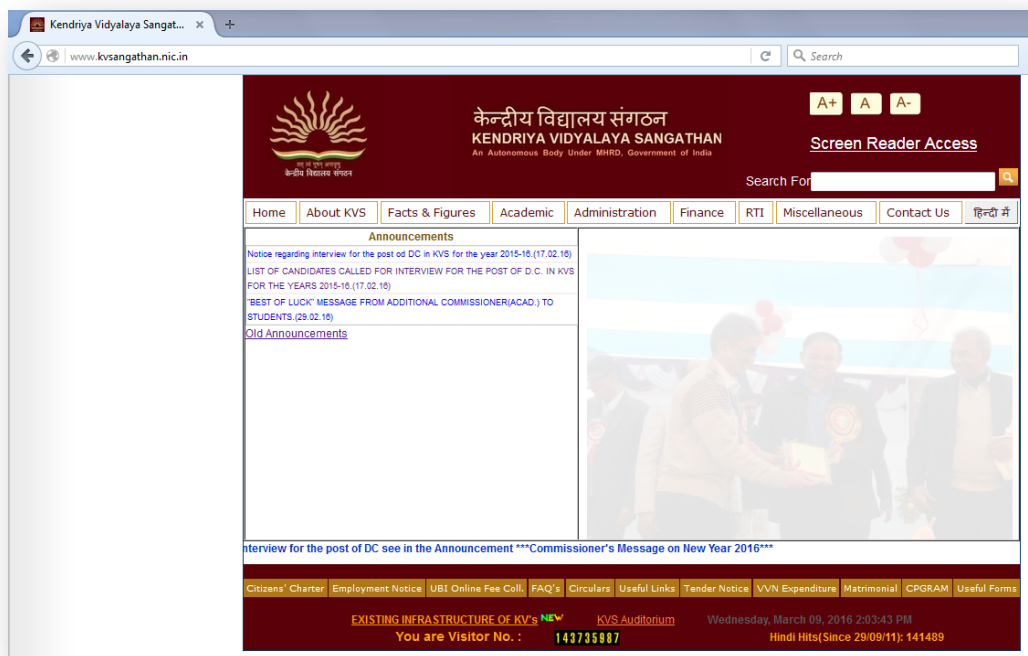 Kendriya Vidyalaya Sangat...
www.kvsangathan.nic.in
Search
केन्द्रीय विद्यालय संगठन
KENDRIYA VIDYALAYA SANGATHAN
An Autonomous Body Under MHRD, Government of India
केन्द्रीय विद्यालय संगठन
A+ A A-
Screen Reader Access
Search For
Home About KVS Facts & Figures Academic Administration Finance RTI Miscellaneous Contact Us हिन्दी में
Announcements
Notice regarding interview for the post od DC in KVS for the year 2015-16.(17.02.16)
LIST OF CANDIDATES CALLED FOR INTERVIEW FOR THE POST OF D.C. IN KVS
FOR THE YEARS 2015-16.(17.02.16)
"BEST OF LUCK" MESSAGE FROM ADDITIONAL COMMISSIONER(ACAD.) TO
STUDENTS.(29.02.16)
Old Announcements
nterview for the post of DC see in the Announcement ***Commissioner's Message on New Year 2016***
Citizens' Charter Employment Notice UBI Online Fee Coll. FAQ's Circulars Useful Links Tender Notice VVN Expenditure Matrimonial CPGRAM Useful Forms
EXISTING INFRASTRUCTURE OF KV's NEW KVS Auditorium Wednesday, March 09, 2016 2:03:43 PM
You are Visitor No. : 143735987 Hindi Hits(Since 29/09/11): 141489